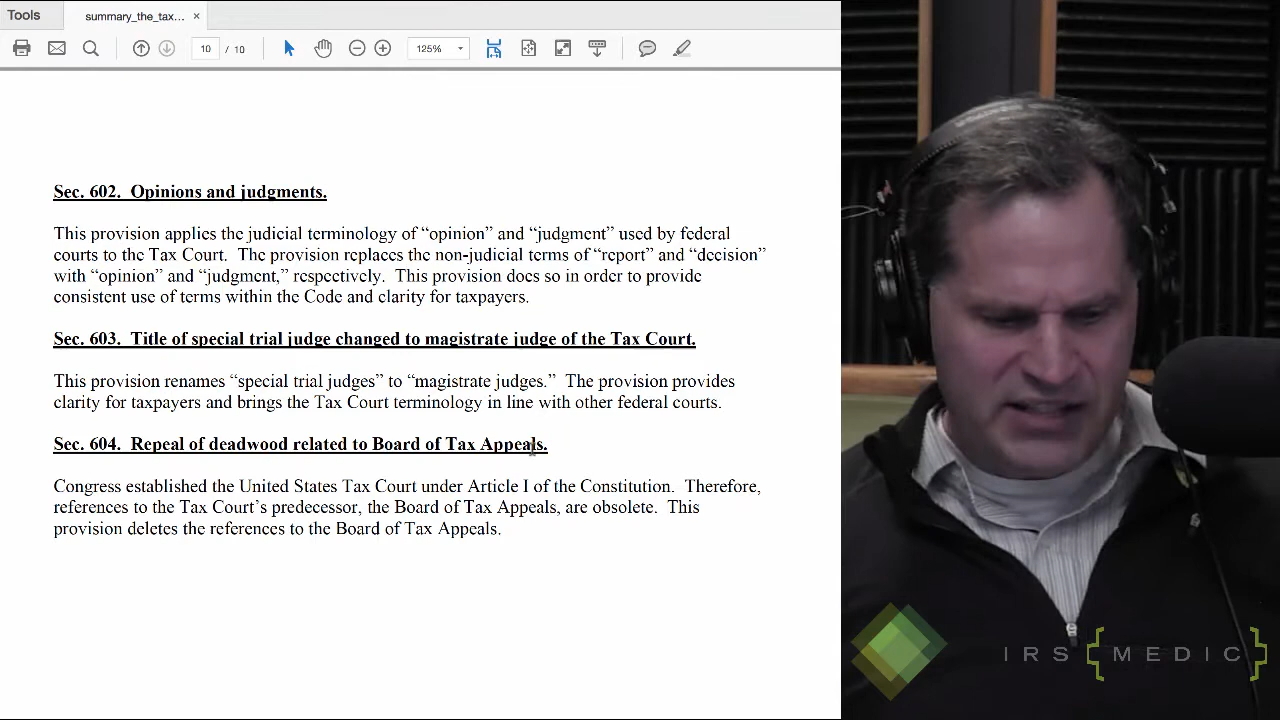 Tools
summary_the_tax... ×
10 / 10
125%
Sec. 602.  Opinions and judgments.
This provision applies the judicial terminology of “opinion” and “judgment” used by federal
courts to the Tax Court.  The provision replaces the non-judicial terms of “report” and “decision”
with “opinion” and “judgment,” respectively.  This provision does so in order to provide
consistent use of terms within the Code and clarity for taxpayers.
Sec. 603.  Title of special trial judge changed to magistrate judge of the Tax Court.
This provision renames “special trial judges” to “magistrate judges.”  The provision provides
clarity for taxpayers and brings the Tax Court terminology in line with other federal courts.
Sec. 604.  Repeal of deadwood related to Board of Tax Appeals.
Congress established the United States Tax Court under Article I of the Constitution.  Therefore,
references to the Tax Court’s predecessor, the Board of Tax Appeals, are obsolete.  This
provision deletes the references to the Board of Tax Appeals.
IRS{MEDIC}